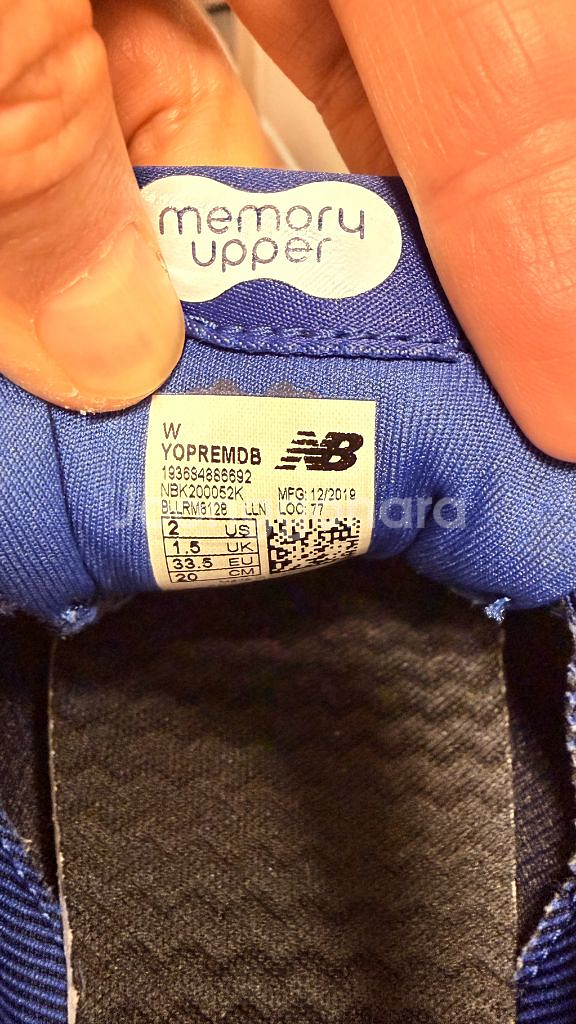 memory
upper
W
YOPREMDB
NB
193684866692
NBK200052K
MFG: 12/2019
BLLRM8128 LLN
LOC: 77
2 US
1.5 UK
33.5 EU
20 CM